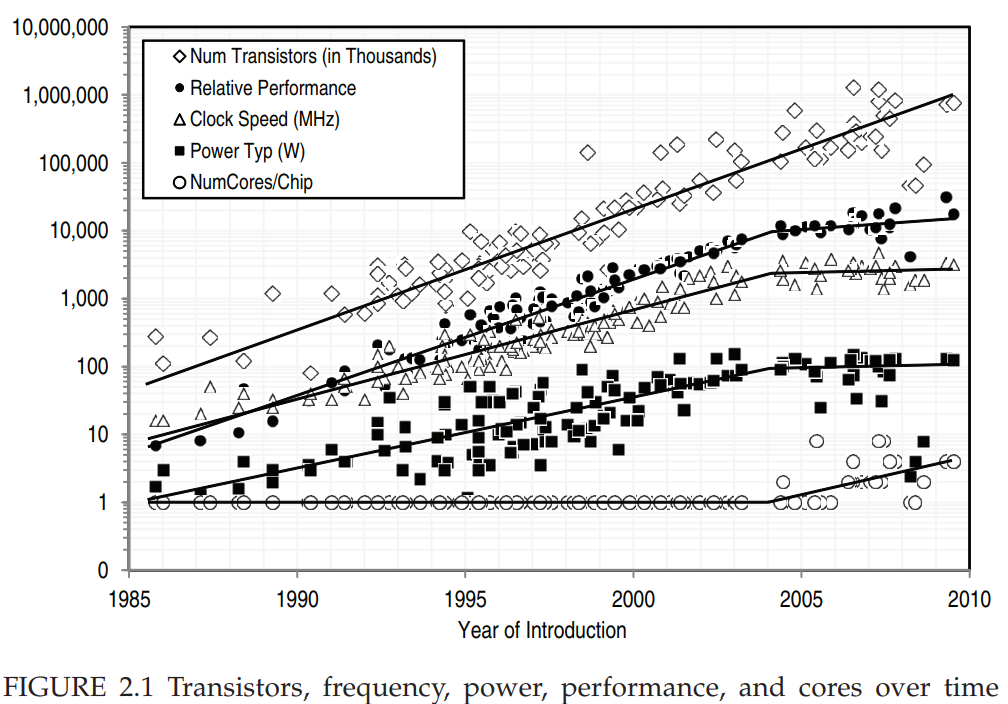 10,000,000
1,000,000
100,000
10,000
1,000
100
10
1
0
Num Transistors (in Thousands)
Relative Performance
Clock Speed (MHz)
Power Typ (W)
NumCores/Chip
1985 1990 1995 2000 2005 2010
Year of Introduction
FIGURE 2.1 Transistors, frequency, power, performance, and cores over time